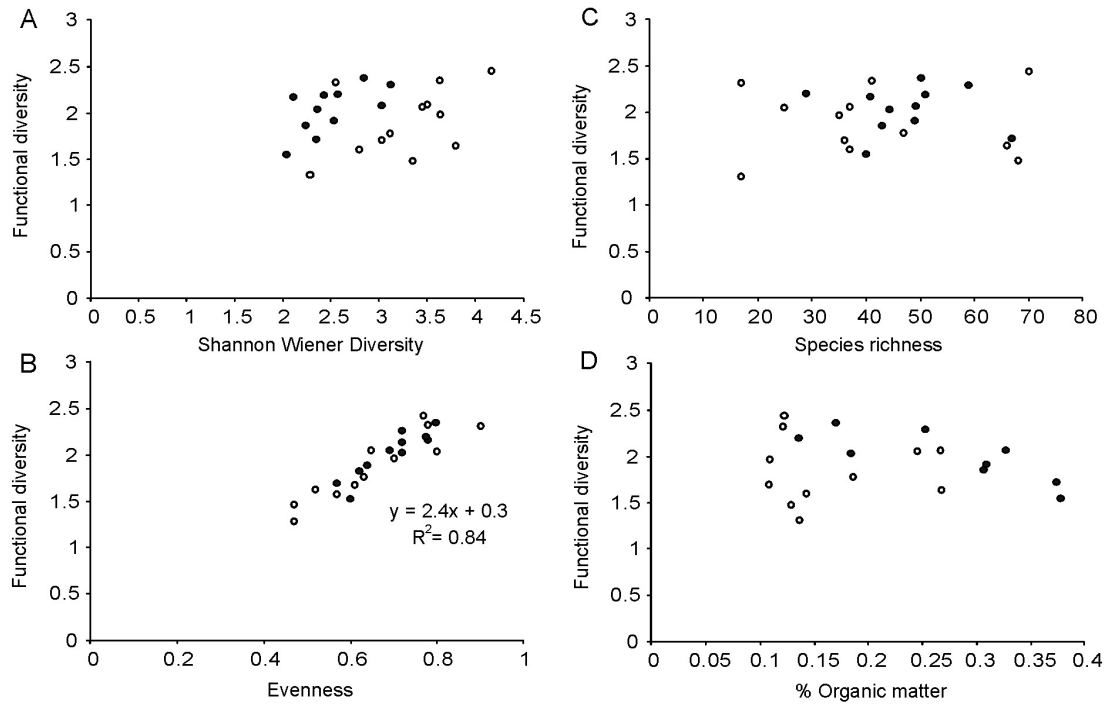 A
3
2.5
2
1.5
1
0.5
0
Functional diversity
0 0.5 1 1.5 2 2.5 3 3.5 4 4.5
Shannon Wiener Diversity
C
3
2.5
2
1.5
1
0.5
0
Functional diversity
0 10 20 30 40 50 60 70 80
Species richness
B
3
2.5
2
1.5
1
0.5
0
Functional diversity
y = 2.4x + 0.3
R²= 0.84
0 0.2 0.4 0.6 0.8 1
Evenness
D
3
2.5
2
1.5
1
0.5
0
Functional diversity
0 0.05 0.1 0.15 0.2 0.25 0.3 0.35 0.4
% Organic matter